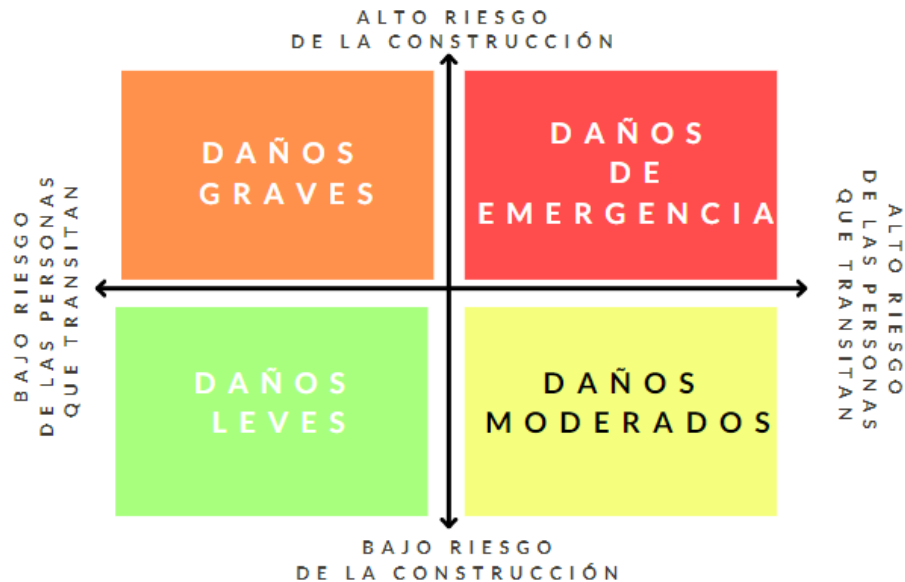 ALTO RIESGO
DE LA CONSTRUCCIÓN
DAÑOS
GRAVES
DAÑOS
DE
EMERGENCIA
BAJO RIESGO
DE LAS PERSONAS
QUE TRANSITAN
ALTO RIESGO
DE LAS PERSONAS
QUE TRANSITAN
DAÑOS
LEVES
DAÑOS
MODERADOS
BAJO RIESGO
DE LA CONSTRUCCIÓN